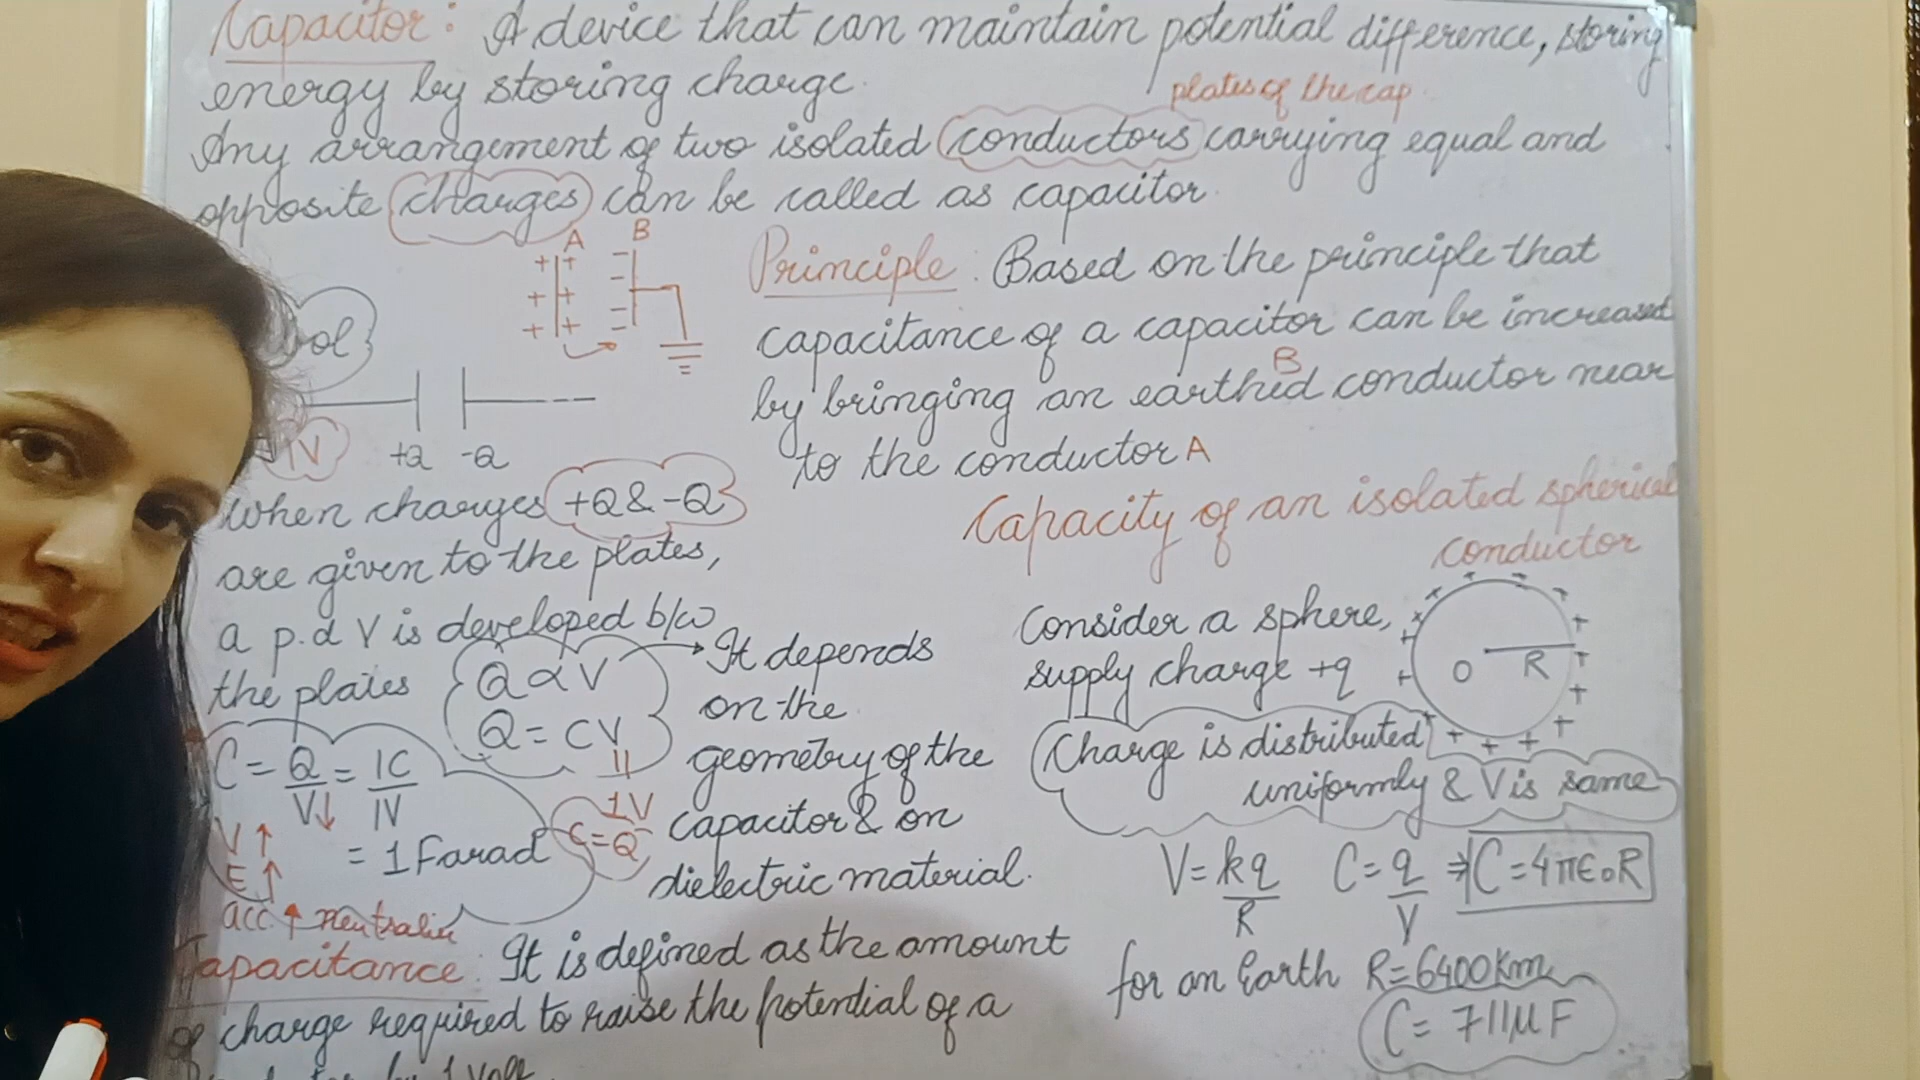 Capacitor: A device that can maintain potential difference, storing
energy by storing charge.
plates of the cap.
Any arrangement of two isolated conductors carrying equal and
opposite charges can be called as capacitor.
A B
+ + -
+ + -
+ + -
+Q -Q
V
Principle: Based on the principle that
capacitance of a capacitor can be increased
B
by bringing an earthed conductor near
to the conductor A
When charges +Q & -Q
are given to the plates,
a p.d V is developed b/w
the plates
Q ∝ V
Q = CV
C = Q/V↓ = 1C/1V
= 1 Farad
V ↑
E ↑
acc. ↑
1V
C=Q
It depends
on the
geometry of the
capacitor & on
dielectric material.
Capacitance: It is defined as the amount
of charge required to raise the potential of a
by 1 Volt.
Capacity of an isolated spherical
conductor
Consider a sphere,
supply charge +q
O R
Charge is distributed
uniformly & V is same
V = kq/R C = q/V ⇒ C = 4πε₀R
for an Earth R = 6400 Km
C = 711 μF